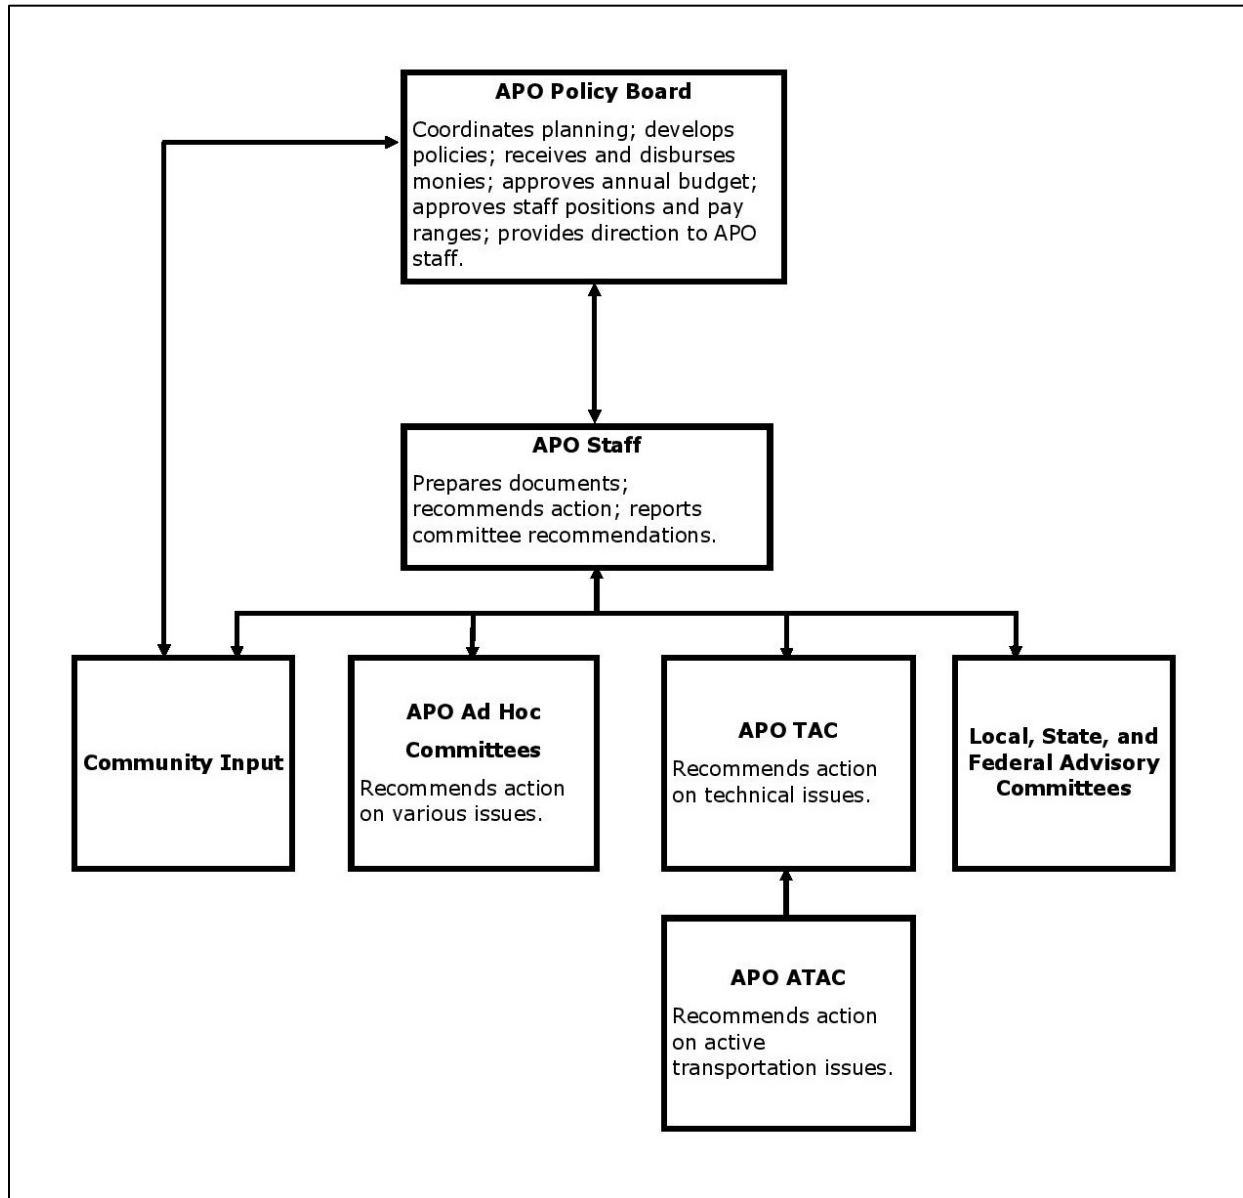 APO Policy Board
Coordinates planning; develops
policies; receives and disburses
monies; approves annual budget;
approves staff positions and pay
ranges; provides direction to APO
staff.
APO Staff
Prepares documents;
recommends action; reports
committee recommendations.
Community Input
APO Ad Hoc
Committees
Recommends action
on various issues.
APO TAC
Recommends action
on technical issues.
Local, State, and
Federal Advisory
Committees
APO ATAC
Recommends action
on active
transportation issues.